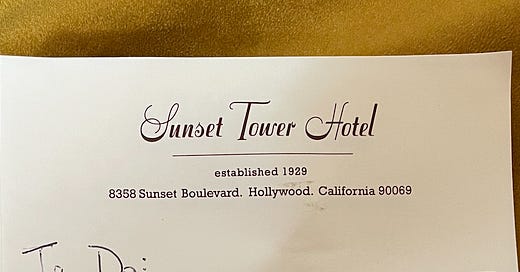 Sunset Tower Hotel
established 1929
8358 Sunset Boulevard. Hollywood. California 90069